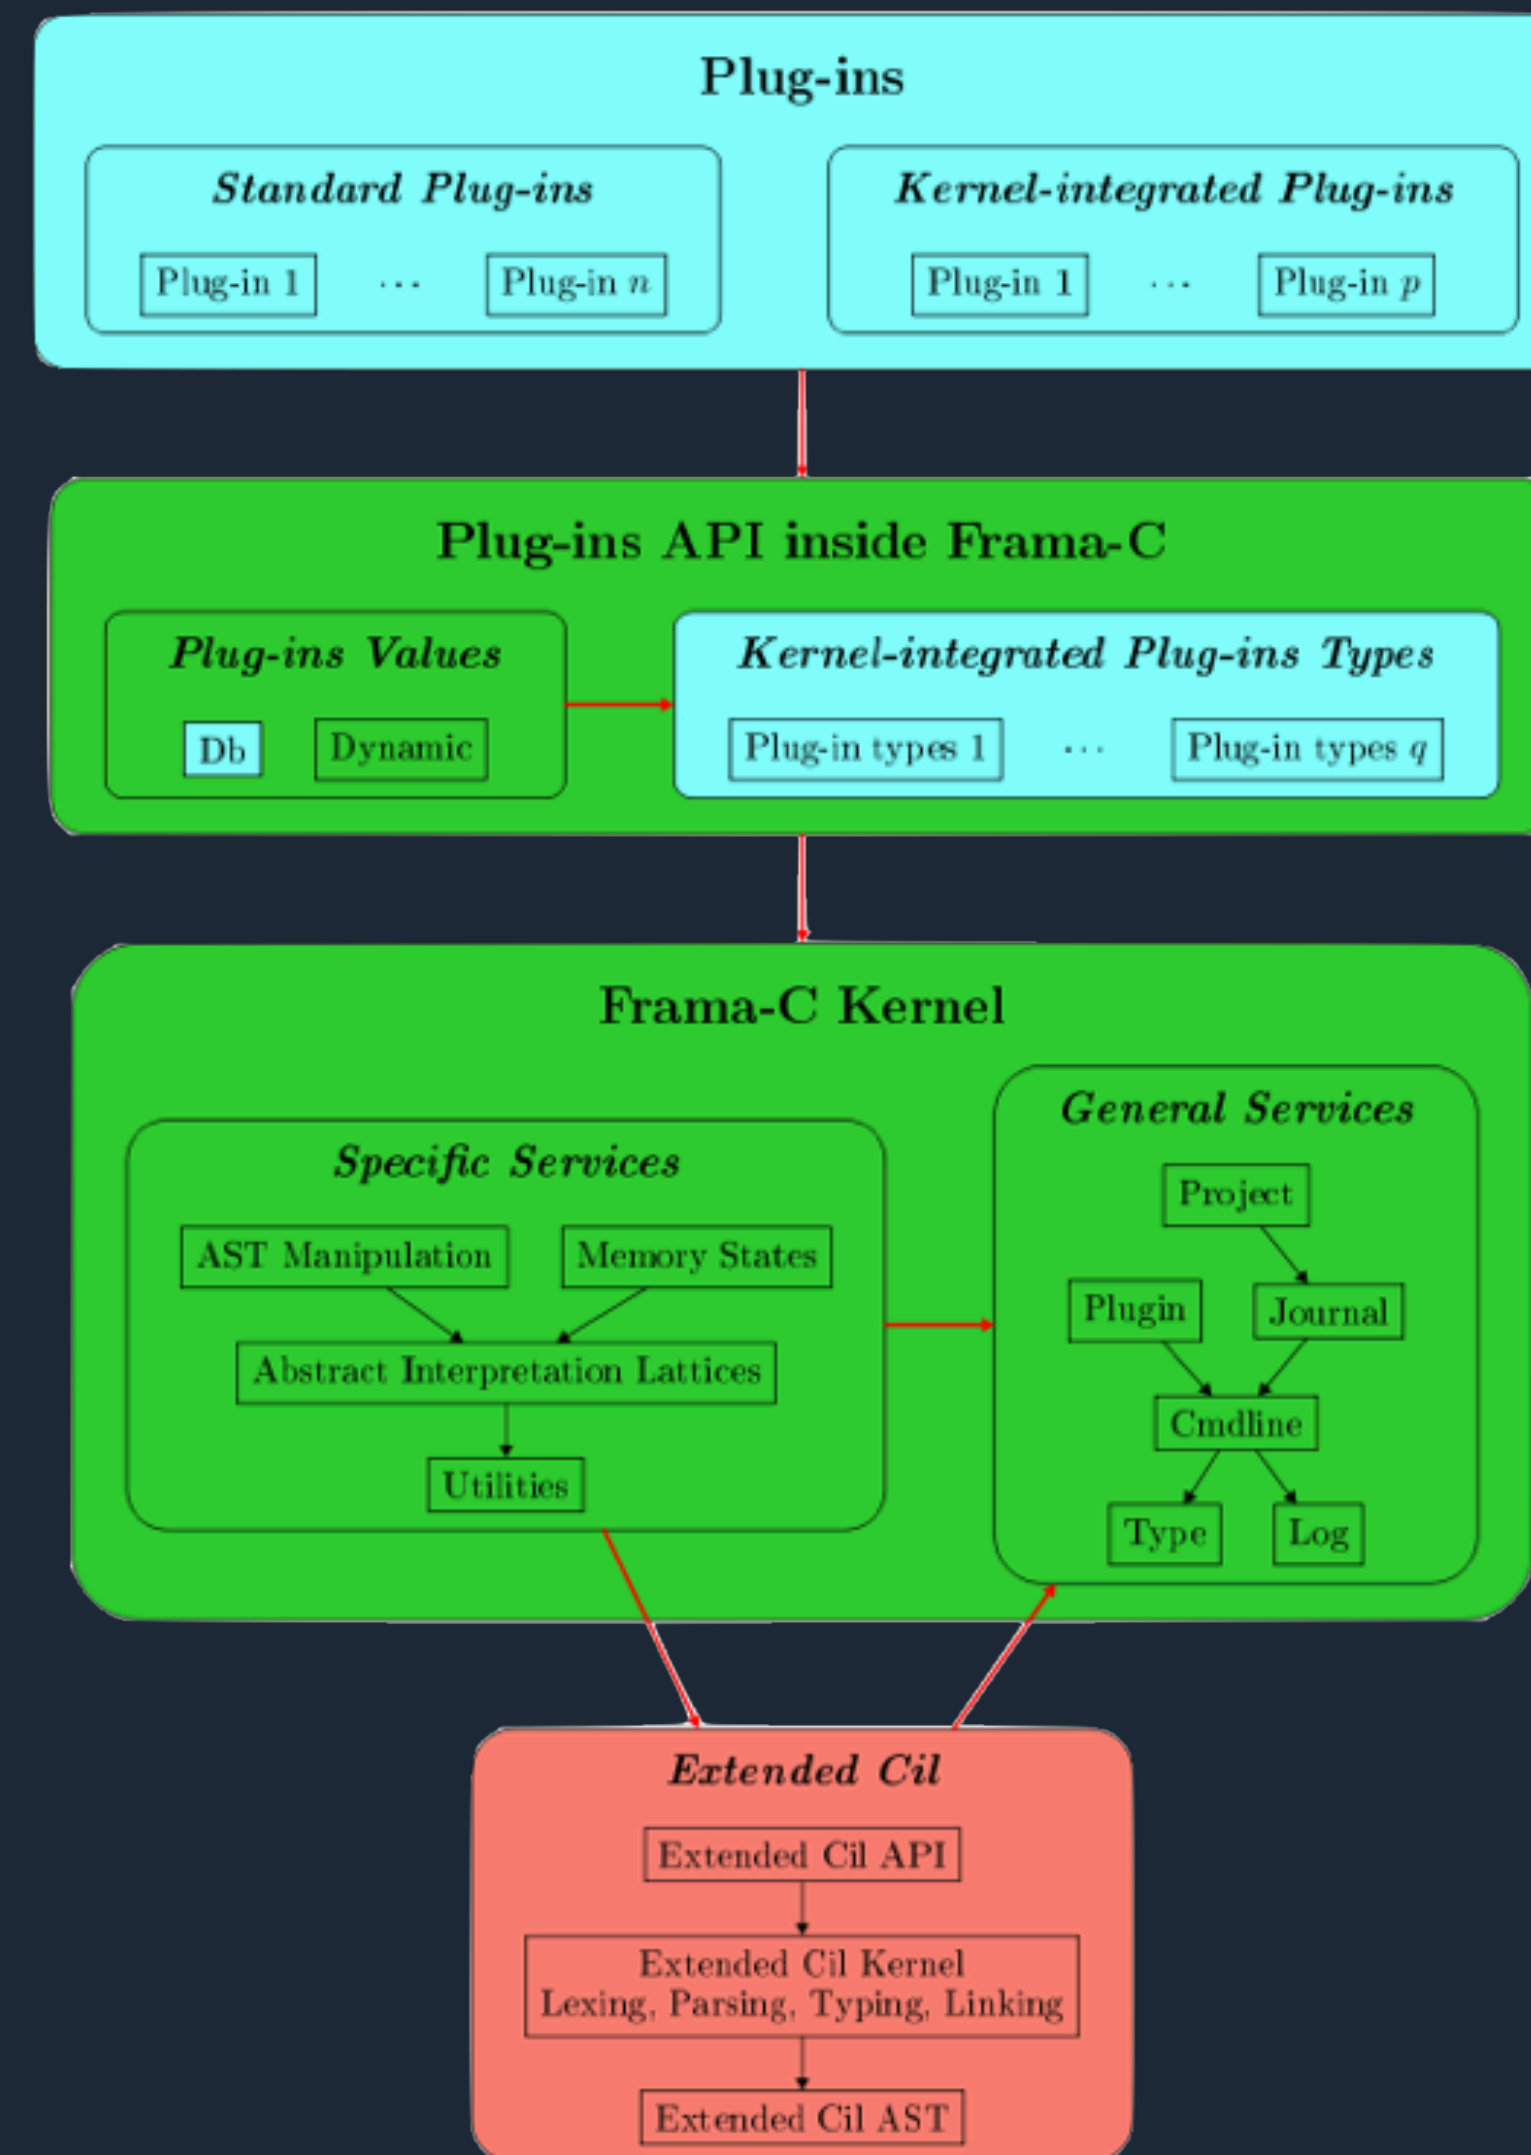 Plug-ins
Standard Plug-ins
Plug-in 1
...
Plug-in n
Kernel-integrated Plug-ins
Plug-in 1
...
Plug-in p
Plug-ins API inside Frama-C
Plug-ins Values
Db
Dynamic
Kernel-integrated Plug-ins Types
Plug-in types 1
...
Plug-in types q
Frama-C Kernel
Specific Services
AST Manipulation
Memory States
Abstract Interpretation Lattices
Utilities
General Services
Project
Plugin
Journal
Cmdline
Type
Log
Extended Cil
Extended Cil API
Extended Cil Kernel
Lexing, Parsing, Typing, Linking
Extended Cil AST